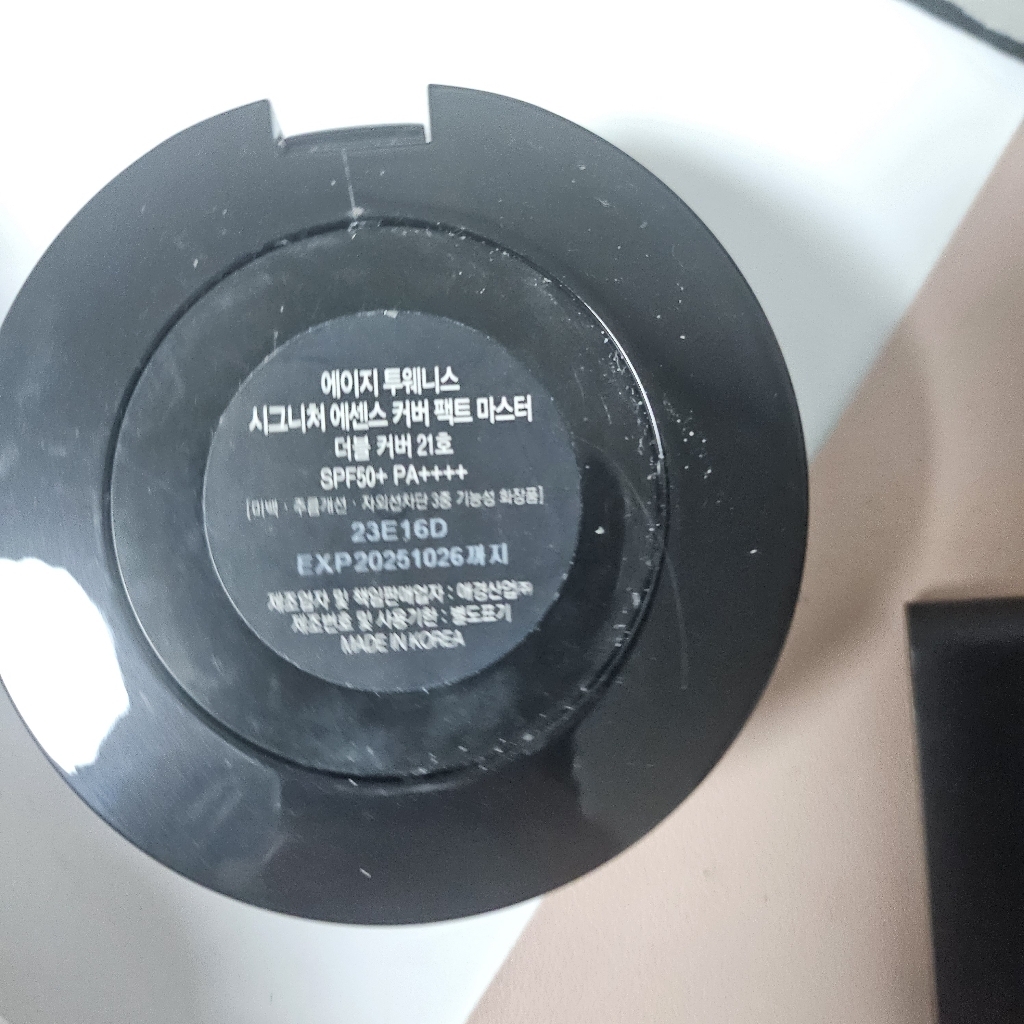 에이지 투웨니스
시그니처 에센스 커버 팩트 마스터
더블 커버 21호
SPF50+ PA++++
[미백 · 주름개선 · 자외선차단 3중 기능성 화장품]
23E16D
EXP20251026까지
제조업자 및 책임판매업자 : 애경산업㈜
제조번호 및 사용기한 : 별도표기
MADE IN KOREA